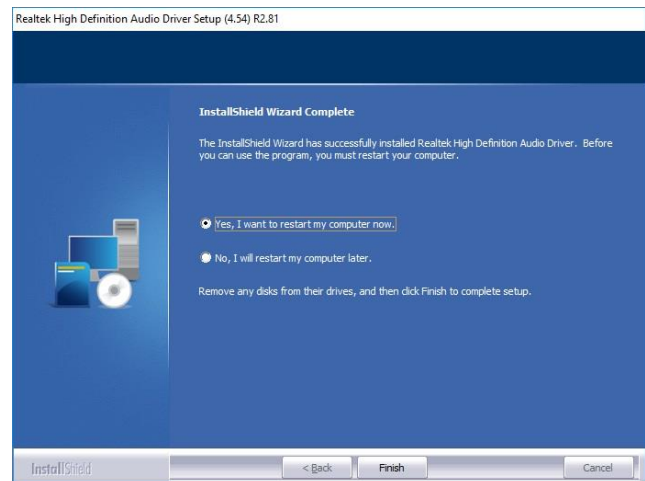 Realtek High Definition Audio Driver Setup (4.54) R2.81
InstallShield Wizard Complete
The InstallShield Wizard has successfully installed Realtek High Definition Audio Driver. Before
you can use the program, you must restart your computer.
Yes, I want to restart my computer now.
No, I will restart my computer later.
Remove any disks from their drives, and then click Finish to complete setup.
InstallShield
< Back Finish Cancel